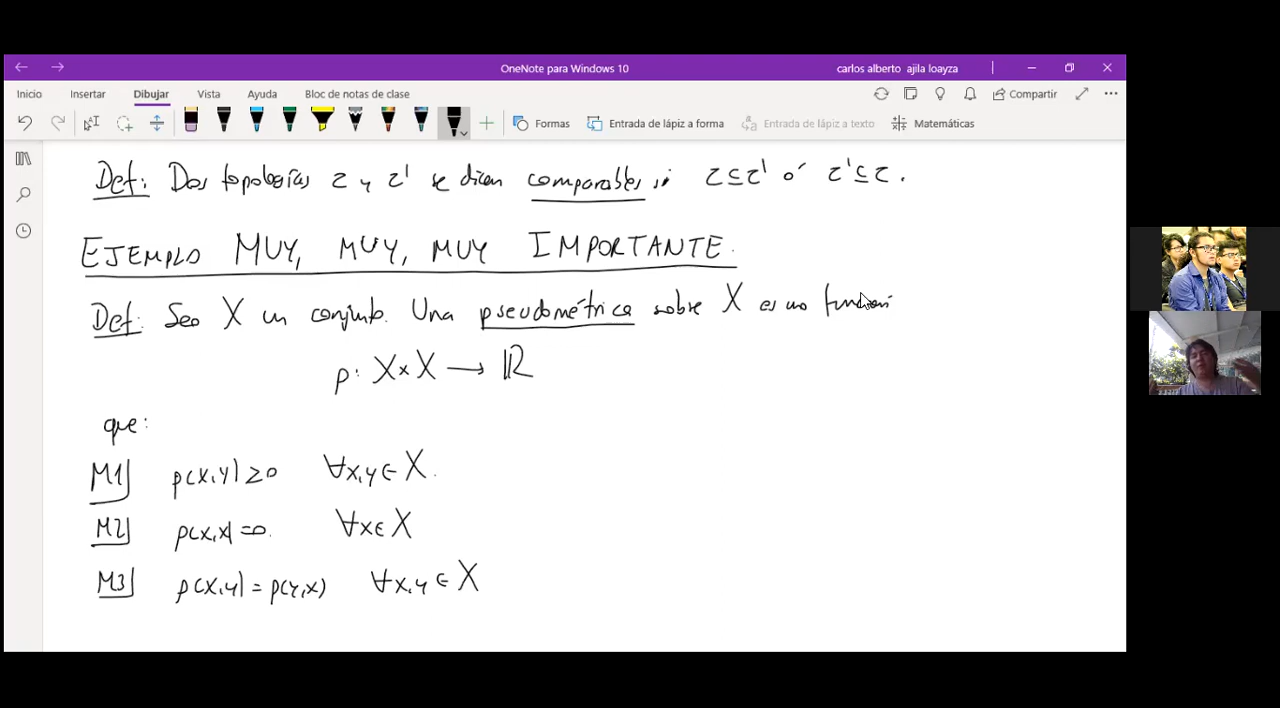 OneNote para Windows 10
carlos alberto ajila loayza
Inicio Insertar Dibujar Vista Ayuda Bloc de notas de clase
Compartir
Formas Entrada de lápiz a forma Entrada de lápiz a texto Matemáticas
Def: Dos topologías τ y τ' se dicen comparables si τ⊆τ' ó τ'⊆τ.
EJEMPLO MUY, MUY, MUY IMPORTANTE.
Def: Sea X un conjunto. Una pseudométrica sobre X es una función
ρ: X×X → ℝ
que:
M1] ρ(x,y) ≥0 ∀x,y ∈ X.
M2] ρ(x,x)=0. ∀x∈ X
M3] ρ(x,y) = ρ(y,x) ∀x,y ∈ X